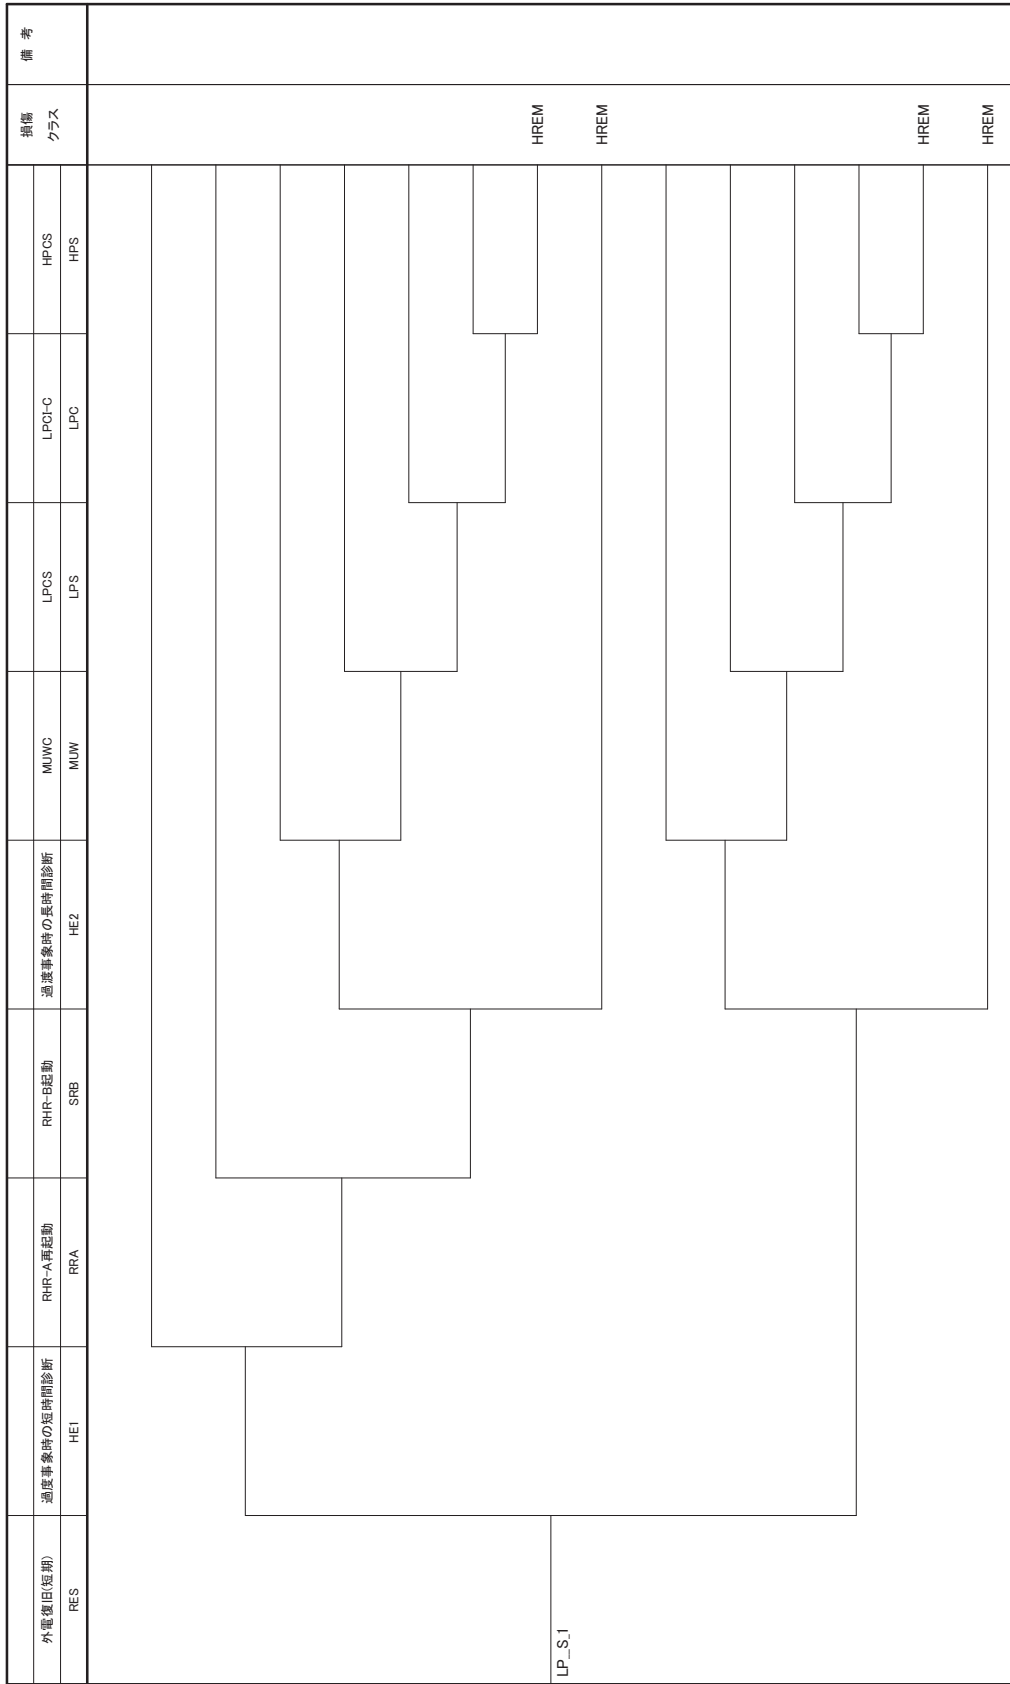 外電復旧(短期)
過度事象時の短時間診断
RHR-A再起動
RHR-B起動
過渡事象時の長時間診断
MUWC
LPCS
LPCI-C
HPCS
損傷
クラス
備 考
RES
HE1
RRA
SRB
HE2
MUW
LPS
LPC
HPS
HREM
HREM
LP_S_1
HREM
HREM